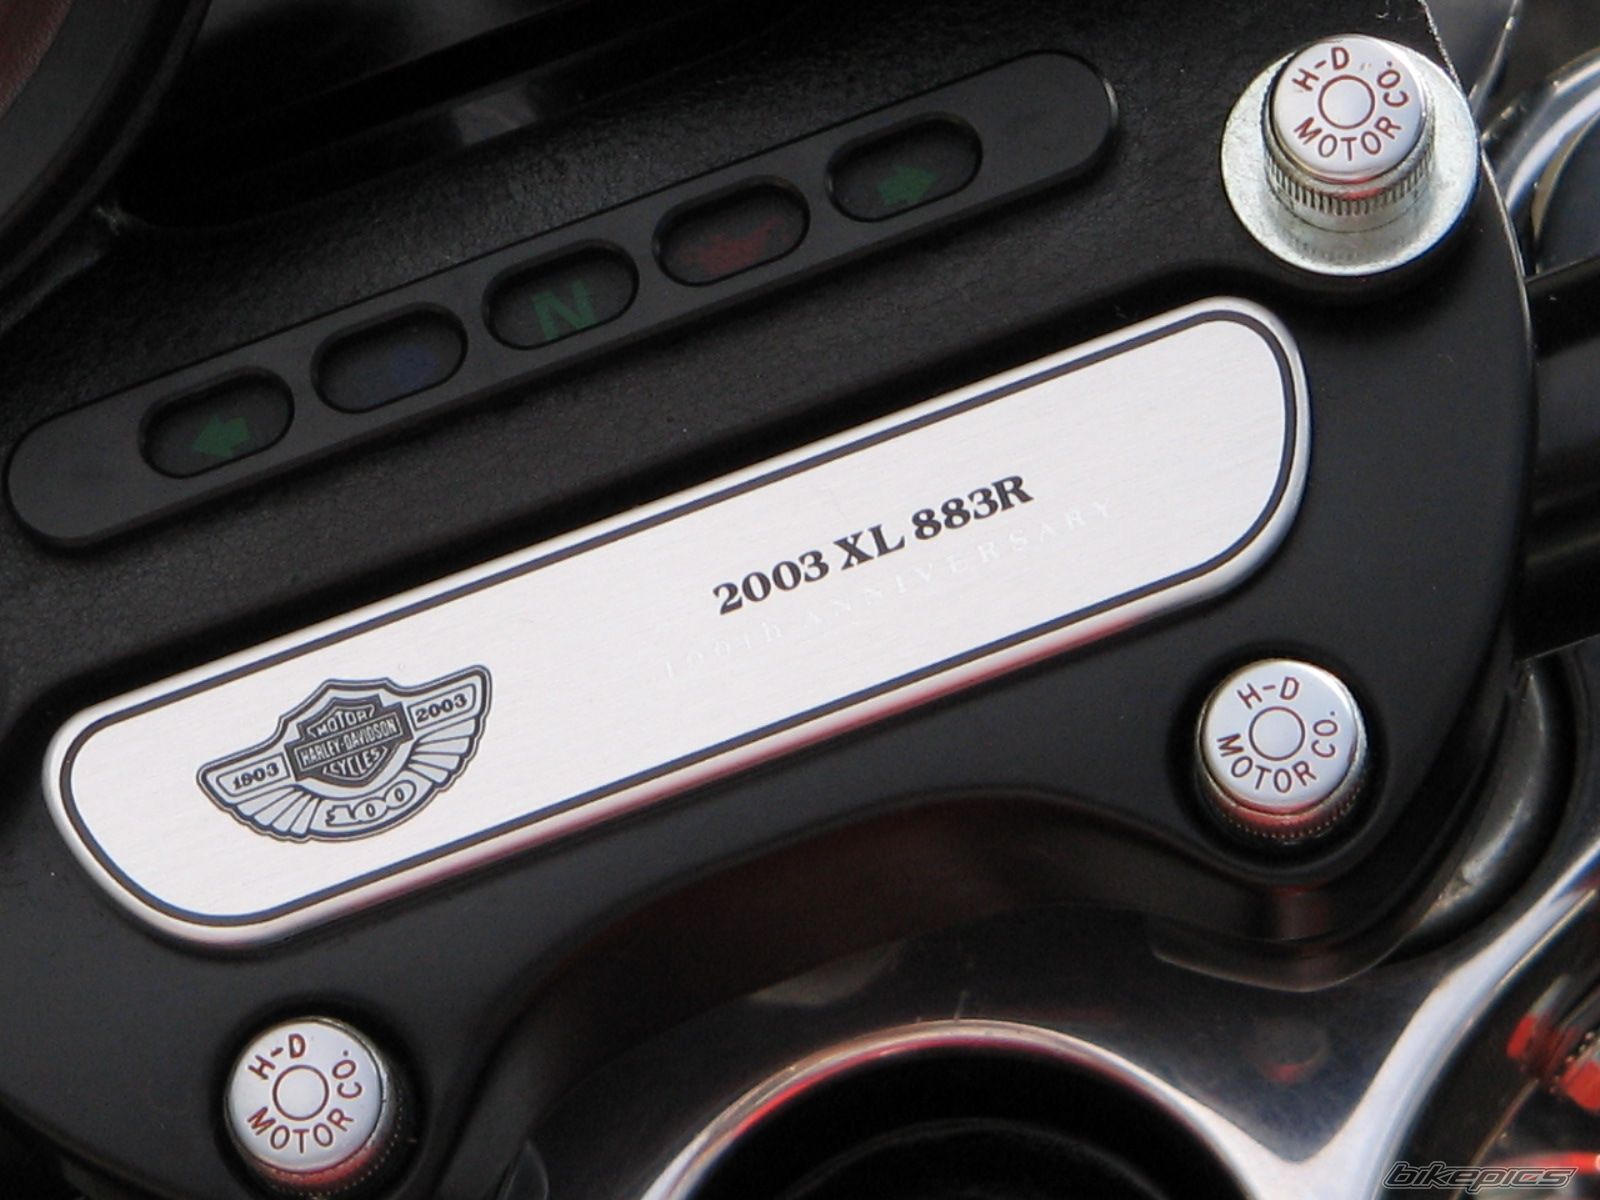 H-D
MOTOR CO.
N
2003 XL 883R
100th ANNIVERSARY
MOTOR
HARLEY-DAVIDSON
CYCLES
1903
2003
100
H-D
MOTOR CO.
H-D
MOTOR CO.
bikepics